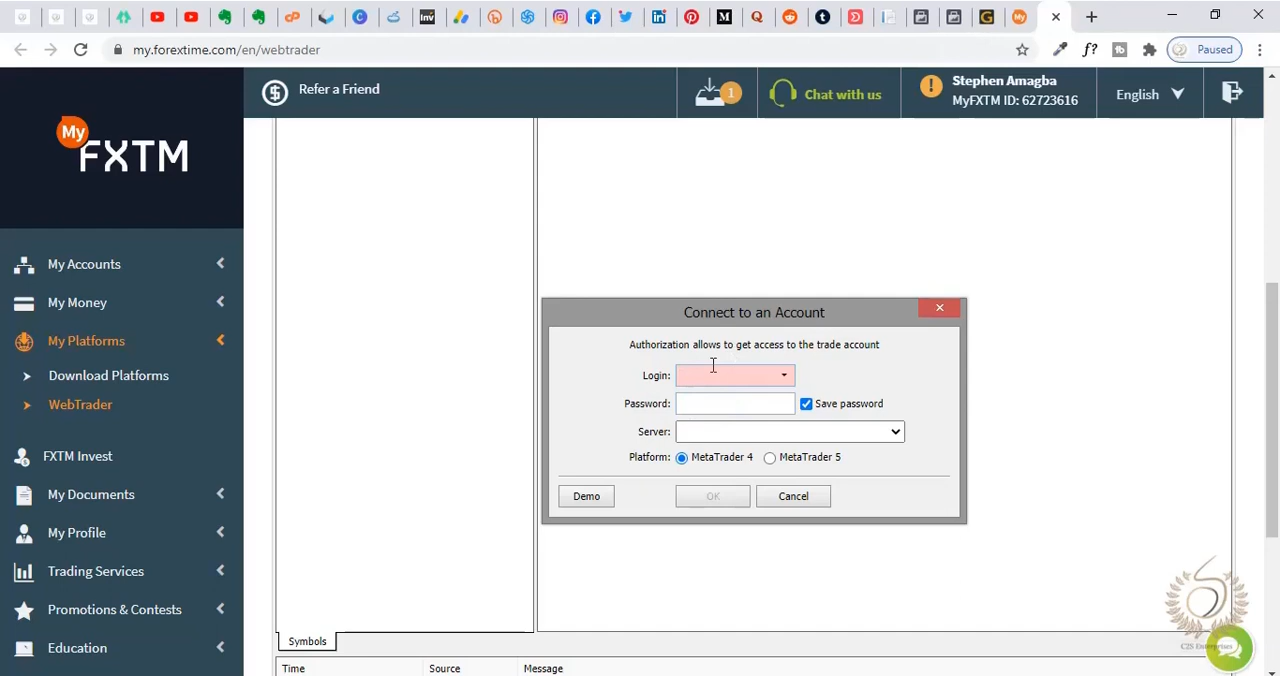 my.forextime.com/en/webtrader
f?
Paused
My
FXTM
Refer a Friend
1
Chat with us
Stephen Amagba
MyFXTM ID: 62723616
English
My Accounts
My Money
My Platforms
Download Platforms
WebTrader
FXTM Invest
My Documents
My Profile
Trading Services
Promotions & Contests
Education
Connect to an Account
Authorization allows to get access to the trade account
Login:
Password:
Save password
Server:
Platform:
MetaTrader 4
MetaTrader 5
Demo
OK
Cancel
Symbols
Time
Source
Message
C2S Enterprises